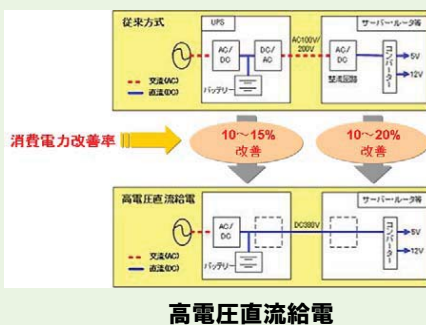 従来方式
UPS
サーバー・ルータ等
AC100V/
200V
AC/
DC
DC/
AC
AC/
DC
コンバーター
5V
12V
交流(AC)
直流(DC)
バッテリー
整流回路
消費電力改善率
10〜15%
改善
10〜20%
改善
高電圧直流給電
サーバー・ルータ等
AC/
DC
DC380V
コンバーター
5V
12V
交流(AC)
直流(DC)
バッテリー
高電圧直流給電